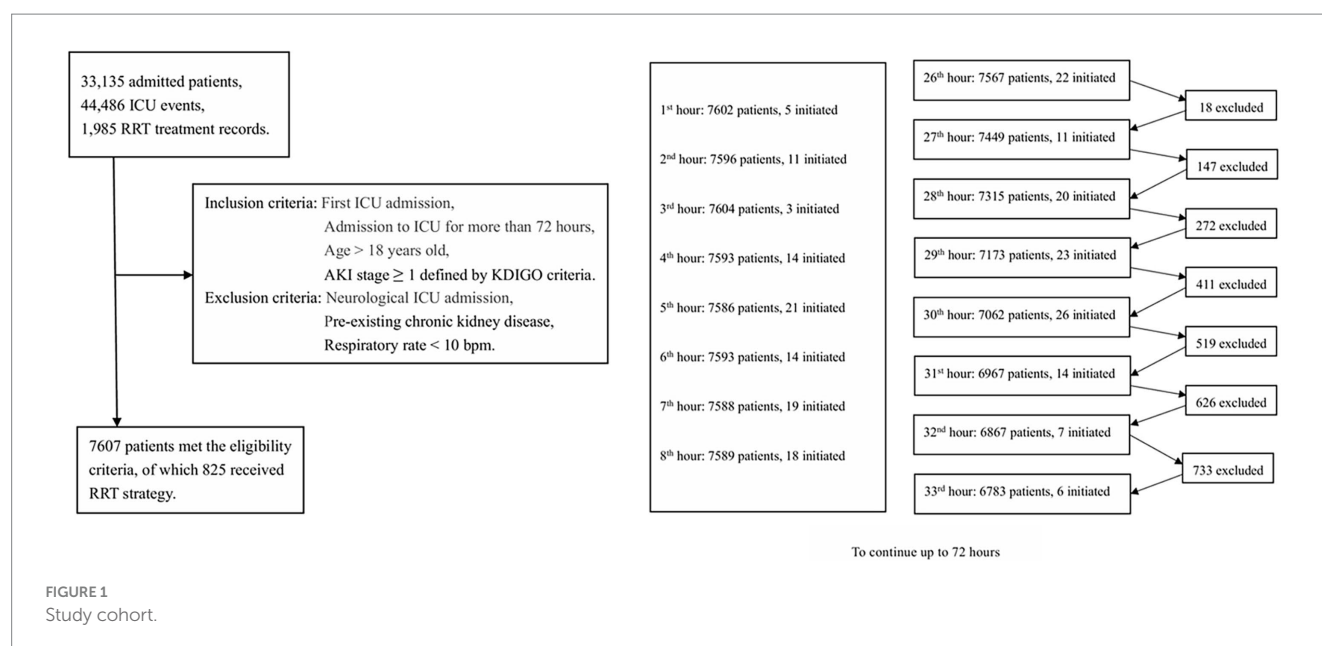 33,135 admitted patients,
44,486 ICU events,
1,985 RRT treatment records.
Inclusion criteria: First ICU admission,
Admission to ICU for more than 72 hours,
Age > 18 years old,
AKI stage ≥ 1 defined by KDIGO criteria.
Exclusion criteria: Neurological ICU admission,
Pre-existing chronic kidney disease,
Respiratory rate < 10 bpm.
7607 patients met the eligibility
criteria, of which 825 received
RRT strategy.
1st hour: 7602 patients, 5 initiated
2nd hour: 7596 patients, 11 initiated
3rd hour: 7604 patients, 3 initiated
4th hour: 7593 patients, 14 initiated
5th hour: 7586 patients, 21 initiated
6th hour: 7593 patients, 14 initiated
7th hour: 7588 patients, 19 initiated
8th hour: 7589 patients, 18 initiated
26th hour: 7567 patients, 22 initiated
18 excluded
27th hour: 7449 patients, 11 initiated
147 excluded
28th hour: 7315 patients, 20 initiated
272 excluded
29th hour: 7173 patients, 23 initiated
411 excluded
30th hour: 7062 patients, 26 initiated
519 excluded
31st hour: 6967 patients, 14 initiated
626 excluded
32nd hour: 6867 patients, 7 initiated
733 excluded
33rd hour: 6783 patients, 6 initiated
To continue up to 72 hours
FIGURE 1
Study cohort.